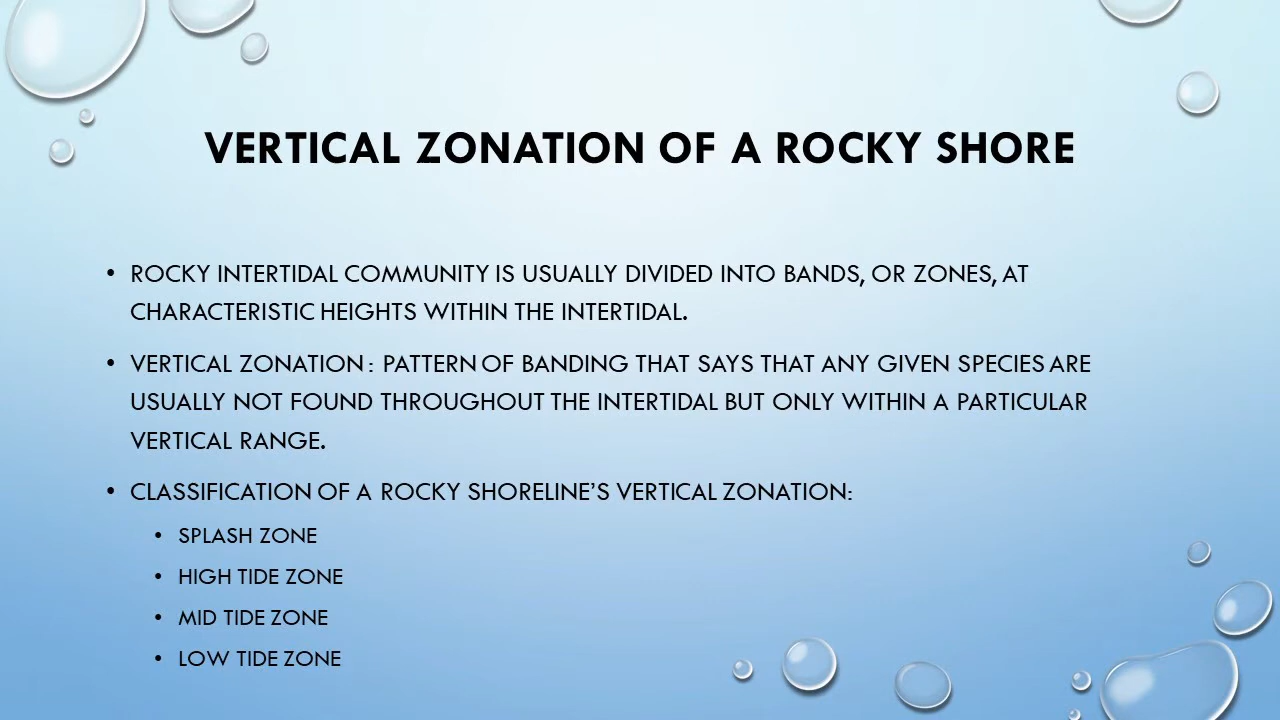 VERTICAL ZONATION OF A ROCKY SHORE
• ROCKY INTERTIDAL COMMUNITY IS USUALLY DIVIDED INTO BANDS, OR ZONES, AT
CHARACTERISTIC HEIGHTS WITHIN THE INTERTIDAL.
• VERTICAL ZONATION : PATTERN OF BANDING THAT SAYS THAT ANY GIVEN SPECIES ARE
USUALLY NOT FOUND THROUGHOUT THE INTERTIDAL BUT ONLY WITHIN A PARTICULAR
VERTICAL RANGE.
• CLASSIFICATION OF A ROCKY SHORELINE’S VERTICAL ZONATION:
• SPLASH ZONE
• HIGH TIDE ZONE
• MID TIDE ZONE
• LOW TIDE ZONE